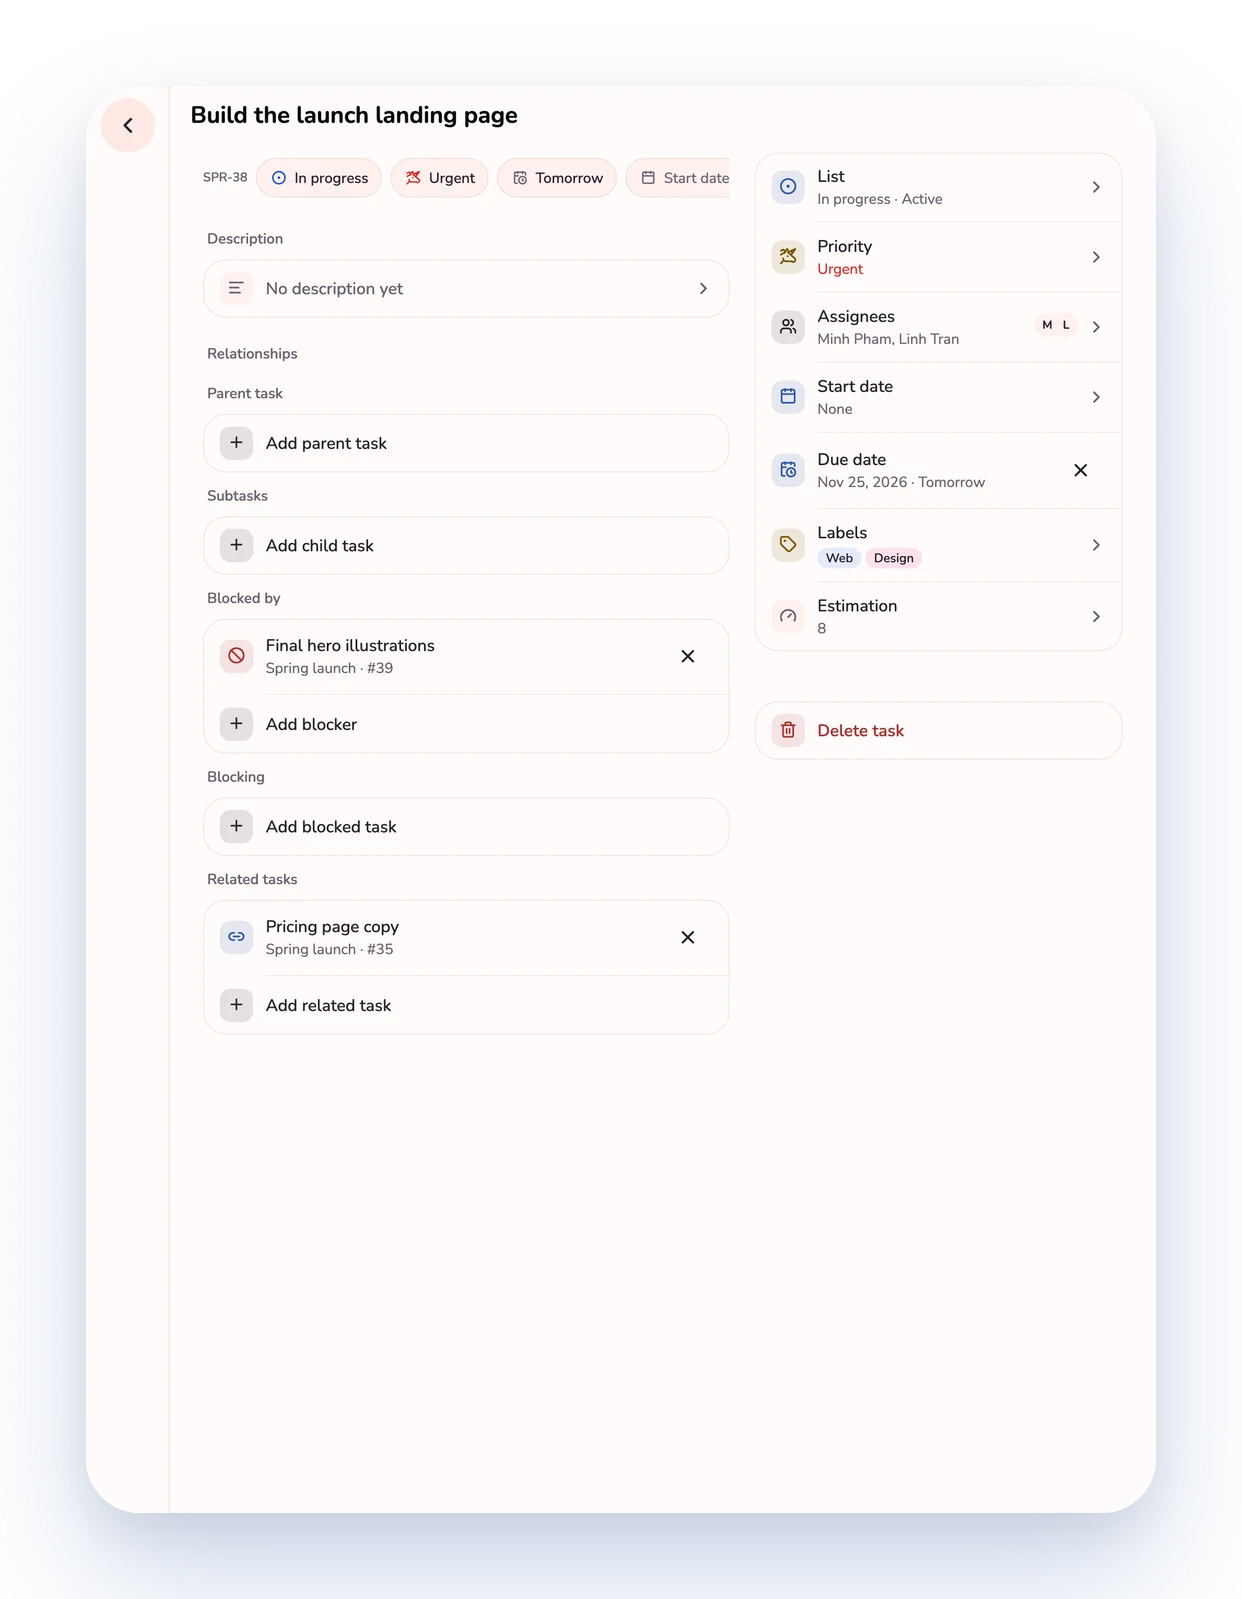 Build the launch landing page
SPR-38 In progress Urgent Tomorrow Start date
Description
No description yet
Relationships
Parent task
Add parent task
Subtasks
Add child task
Blocked by
Final hero illustrations
Spring launch · #39
Add blocker
Blocking
Add blocked task
Related tasks
Pricing page copy
Spring launch · #35
Add related task
List
In progress · Active
Priority
Urgent
Assignees
Minh Pham, Linh Tran
M L
Start date
None
Due date
Nov 25, 2026 · Tomorrow
Labels
Web Design
Estimation
8
Delete task